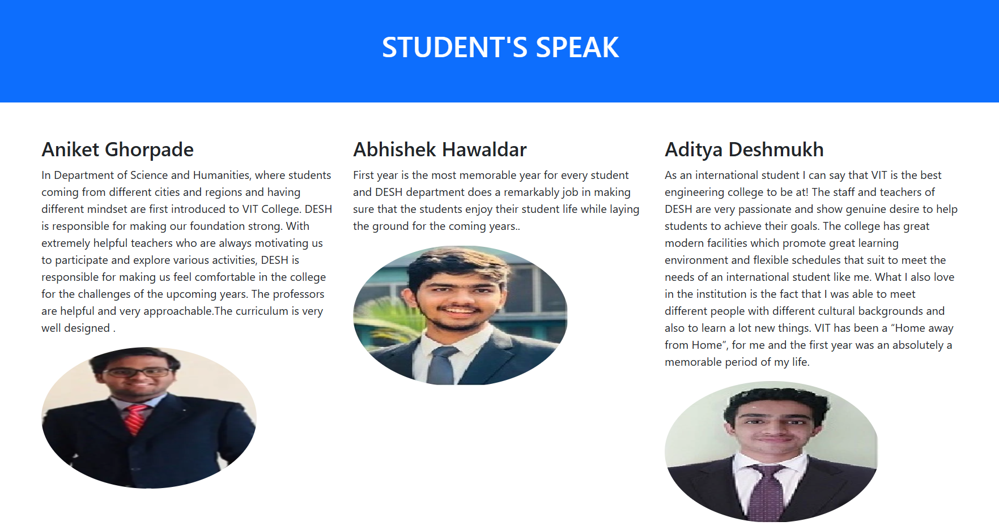 STUDENT'S SPEAK
Aniket Ghorpade
In Department of Science and Humanities, where students
coming from different cities and regions and having
different mindset are first introduced to VIT College. DESH
is responsible for making our foundation strong. With
extremely helpful teachers who are always motivating us
to participate and explore various activities, DESH is
responsible for making us feel comfortable in the college
for the challenges of the upcoming years. The professors
are helpful and very approachable.The curriculum is very
well designed .
Abhishek Hawaldar
First year is the most memorable year for every student
and DESH department does a remarkably job in making
sure that the students enjoy their student life while laying
the ground for the coming years..
Aditya Deshmukh
As an international student I can say that VIT is the best
engineering college to be at! The staff and teachers of
DESH are very passionate and show genuine desire to help
students to achieve their goals. The college has great
modern facilities which promote great learning
environment and flexible schedules that suit to meet the
needs of an international student like me. What I also love
in the institution is the fact that I was able to meet
different people with different cultural backgrounds and
also to learn a lot new things. VIT has been a “Home away
from Home”, for me and the first year was an absolutely a
memorable period of my life.